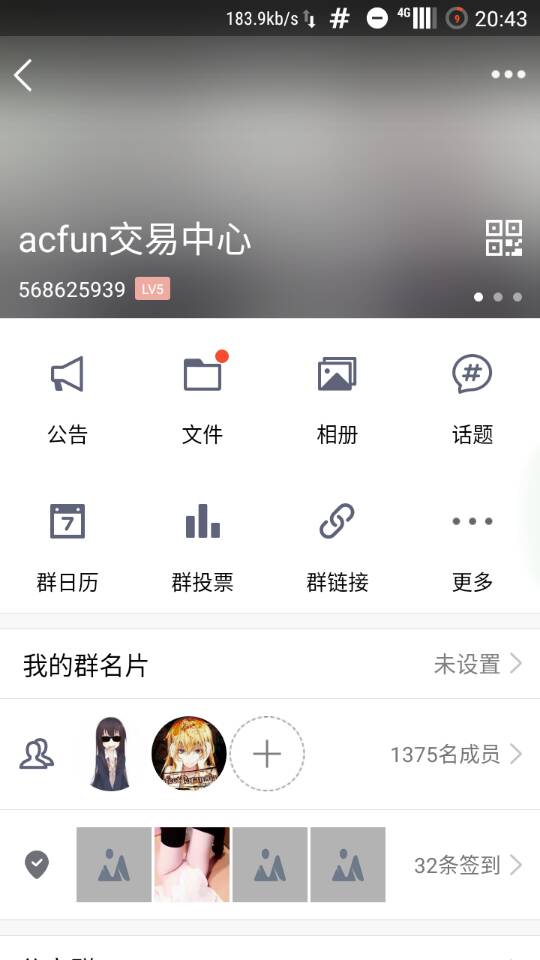 183.9kb/s # 4G 9 20:43
acfun交易中心
568625939 LV5
公告 文件 相册 话题
7
群日历 群投票 群链接 更多
我的群名片 未设置
1375名成员
32条签到